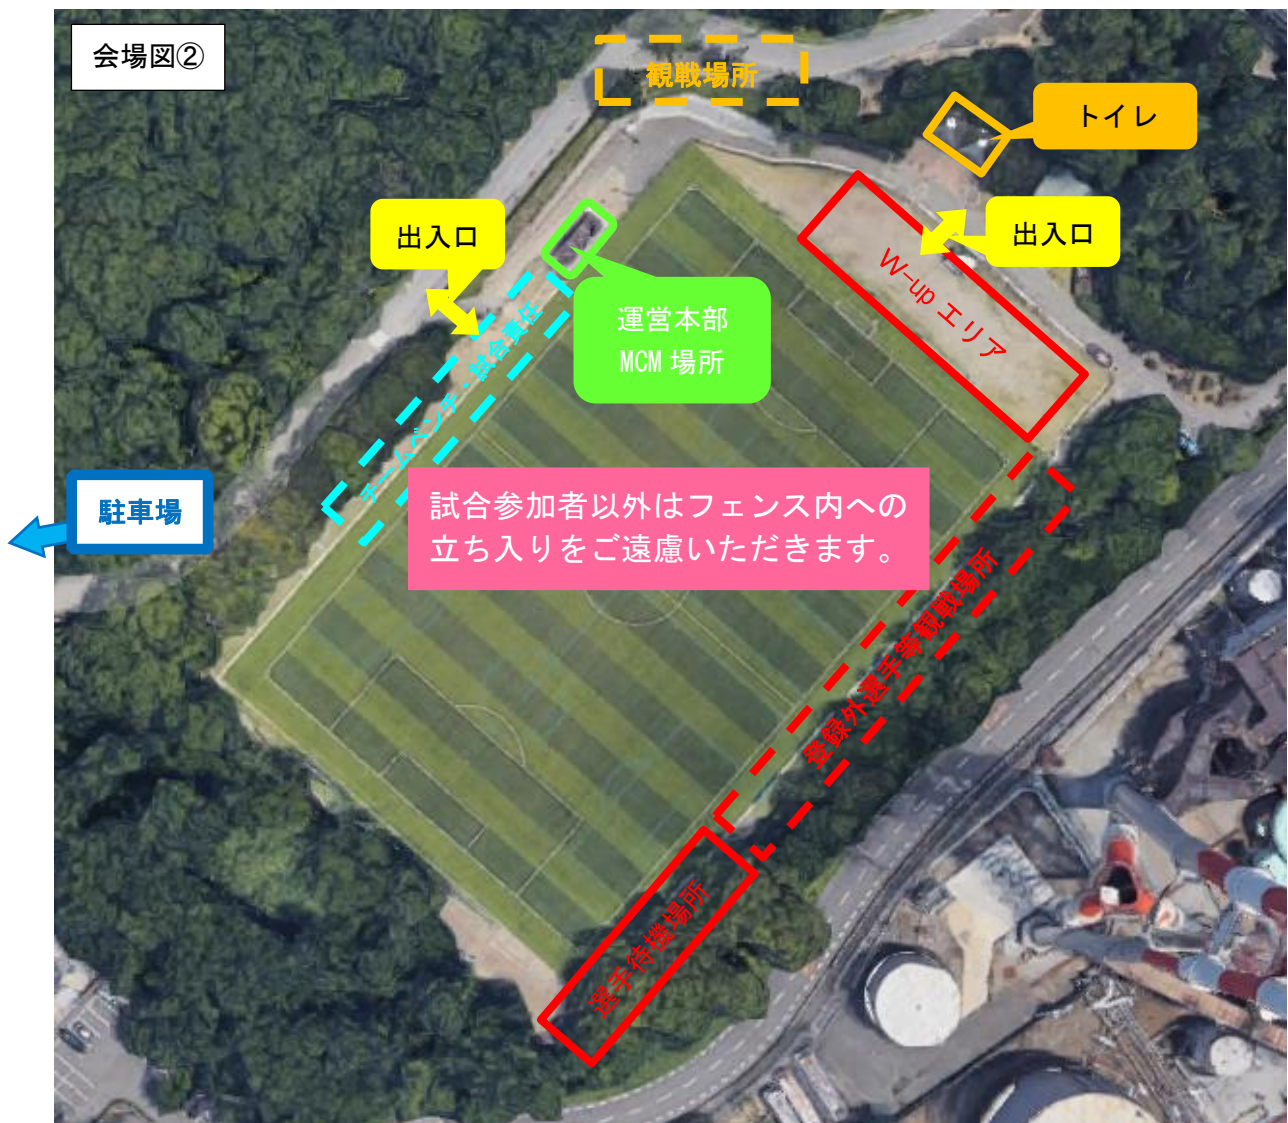 会場図②
観戦場所
トイレ
出入口
出入口
W-up エリア
運営本部
MCM 場所
チームベンチ・試合責任
駐車場
試合参加者以外はフェンス内への
立ち入りをご遠慮いただきます。
登録外選手等観戦場所
選手待機場所